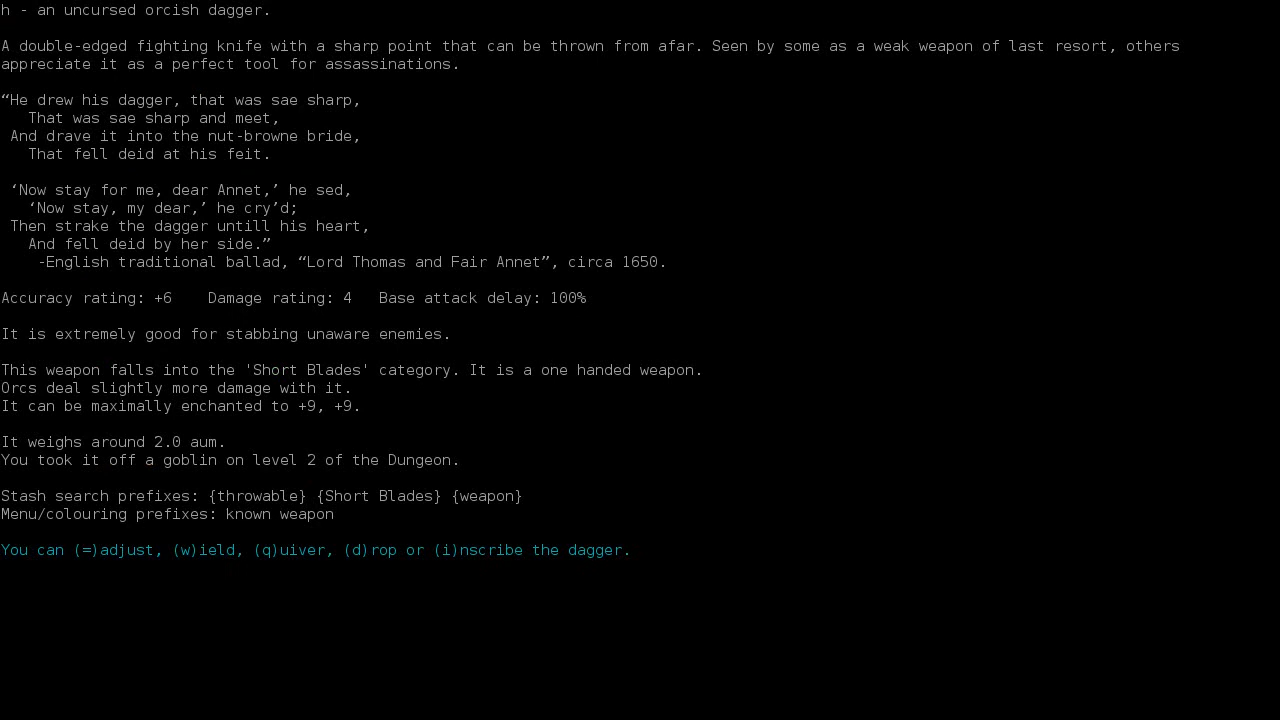 h - an uncursed orcish dagger.
A double-edged fighting knife with a sharp point that can be thrown from afar. Seen by some as a weak weapon of last resort, others
appreciate it as a perfect tool for assassinations.
“He drew his dagger, that was sae sharp,
That was sae sharp and meet,
And drave it into the nut-browne bride,
That fell deid at his feit.
‘Now stay for me, dear Annet,’ he sed,
‘Now stay, my dear,’ he cry’d;
Then strake the dagger untill his heart,
And fell deid by her side.”
-English traditional ballad, “Lord Thomas and Fair Annet”, circa 1650.
Accuracy rating: +6    Damage rating: 4   Base attack delay: 100%
It is extremely good for stabbing unaware enemies.
This weapon falls into the 'Short Blades' category. It is a one handed weapon.
Orcs deal slightly more damage with it.
It can be maximally enchanted to +9, +9.
It weighs around 2.0 aum.
You took it off a goblin on level 2 of the Dungeon.
Stash search prefixes: {throwable} {Short Blades} {weapon}
Menu/colouring prefixes: known weapon
You can (=)adjust, (w)ield, (q)uiver, (d)rop or (i)nscribe the dagger.